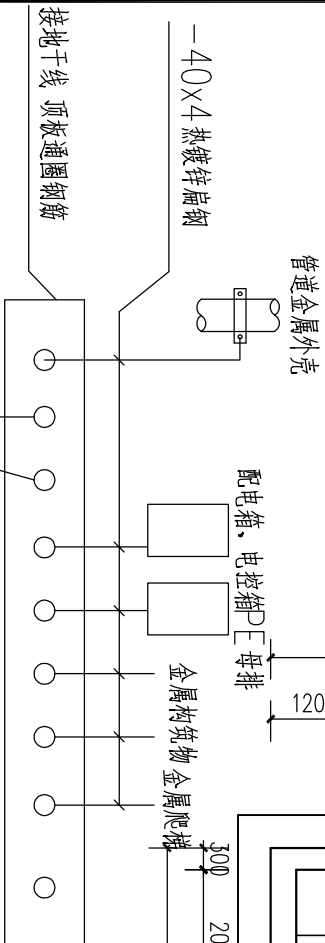 接地干线 顶板通圈钢筋
-40x4 热镀锌扁钢
管道金属外壳
配电箱、电控箱PE 母排
金属构筑物 金属爬梯
120
300
20